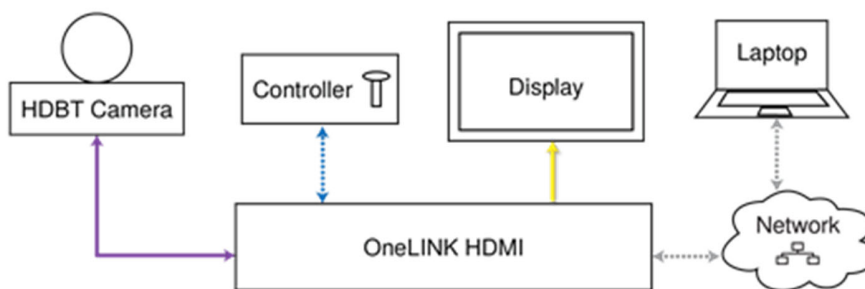 HDBT Camera
Controller
Display
Laptop
OneLINK HDMI
Network